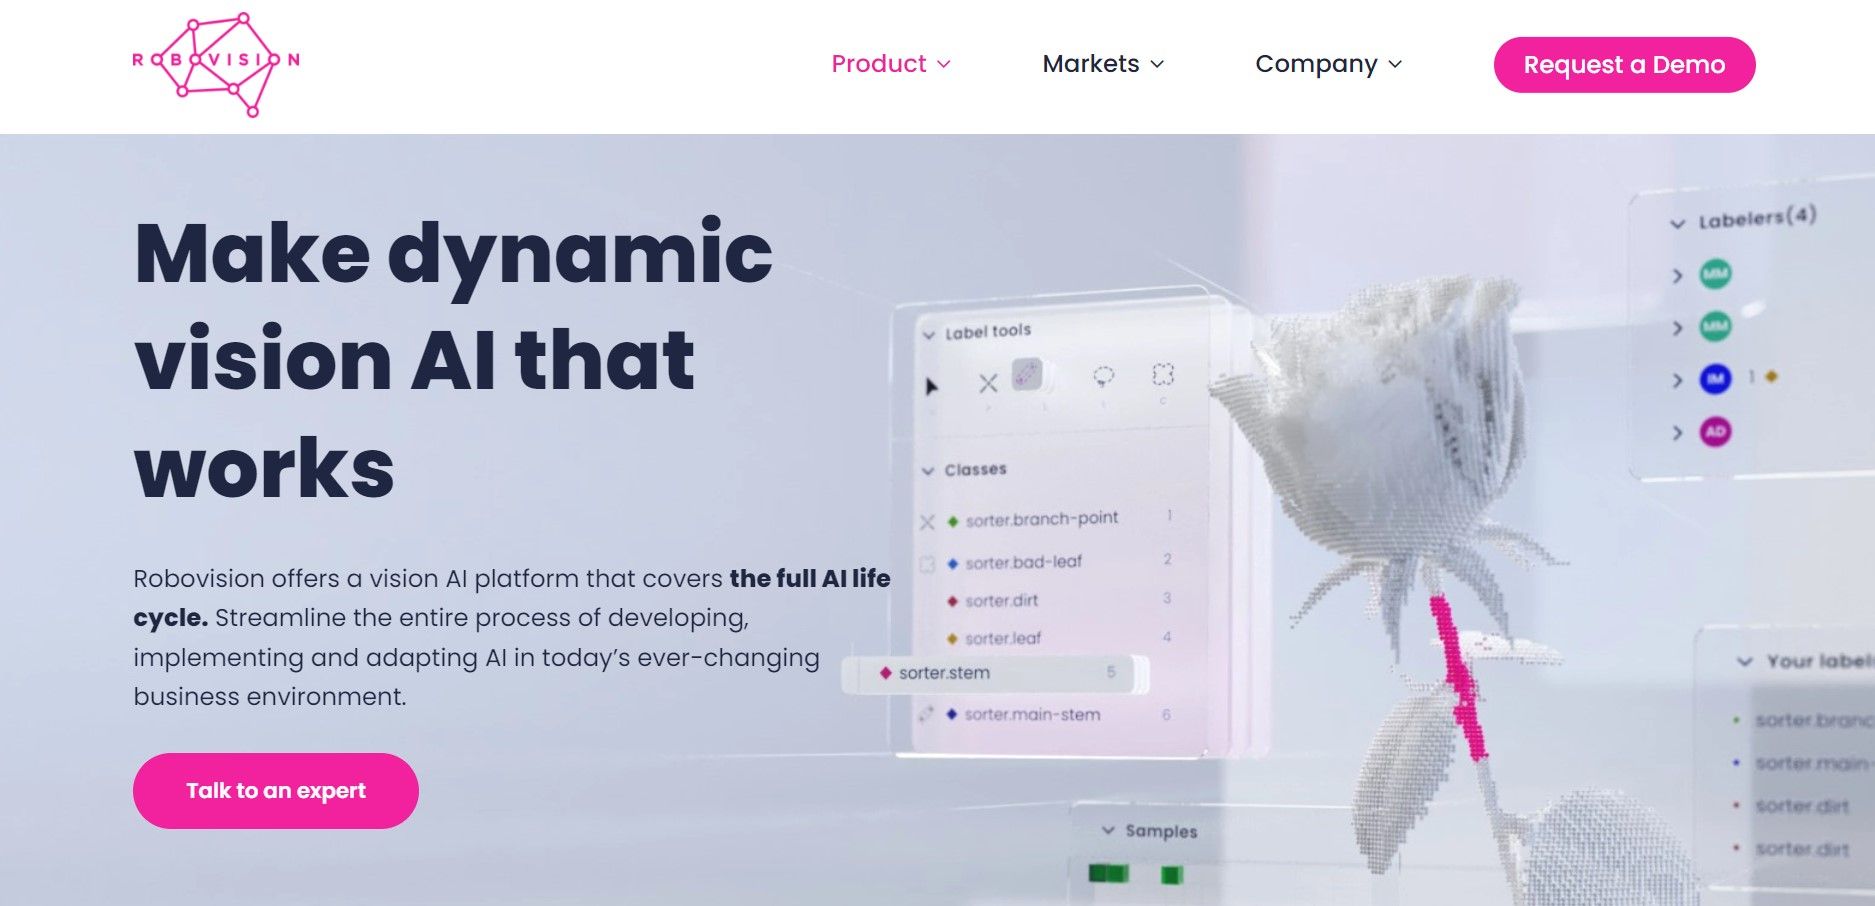 ROBOVISION
Product
Markets
Company
Request a Demo
Make dynamic
vision AI that
works
Robovision offers a vision AI platform that covers the full AI life
cycle. Streamline the entire process of developing,
implementing and adapting AI in today's ever-changing
business environment.
Talk to an expert
Label tools
Classes
sorter.branch-point 1
sorter.bad-leaf 2
sorter.dirt 3
sorter.leaf 4
sorter.stem 5
sorter.main-stem 6
Samples
Labelers(4)
MM
MM
IM 1
AD
Your label
sorter.branc
sorter.main-
sorter.dirt
sorter.dirt